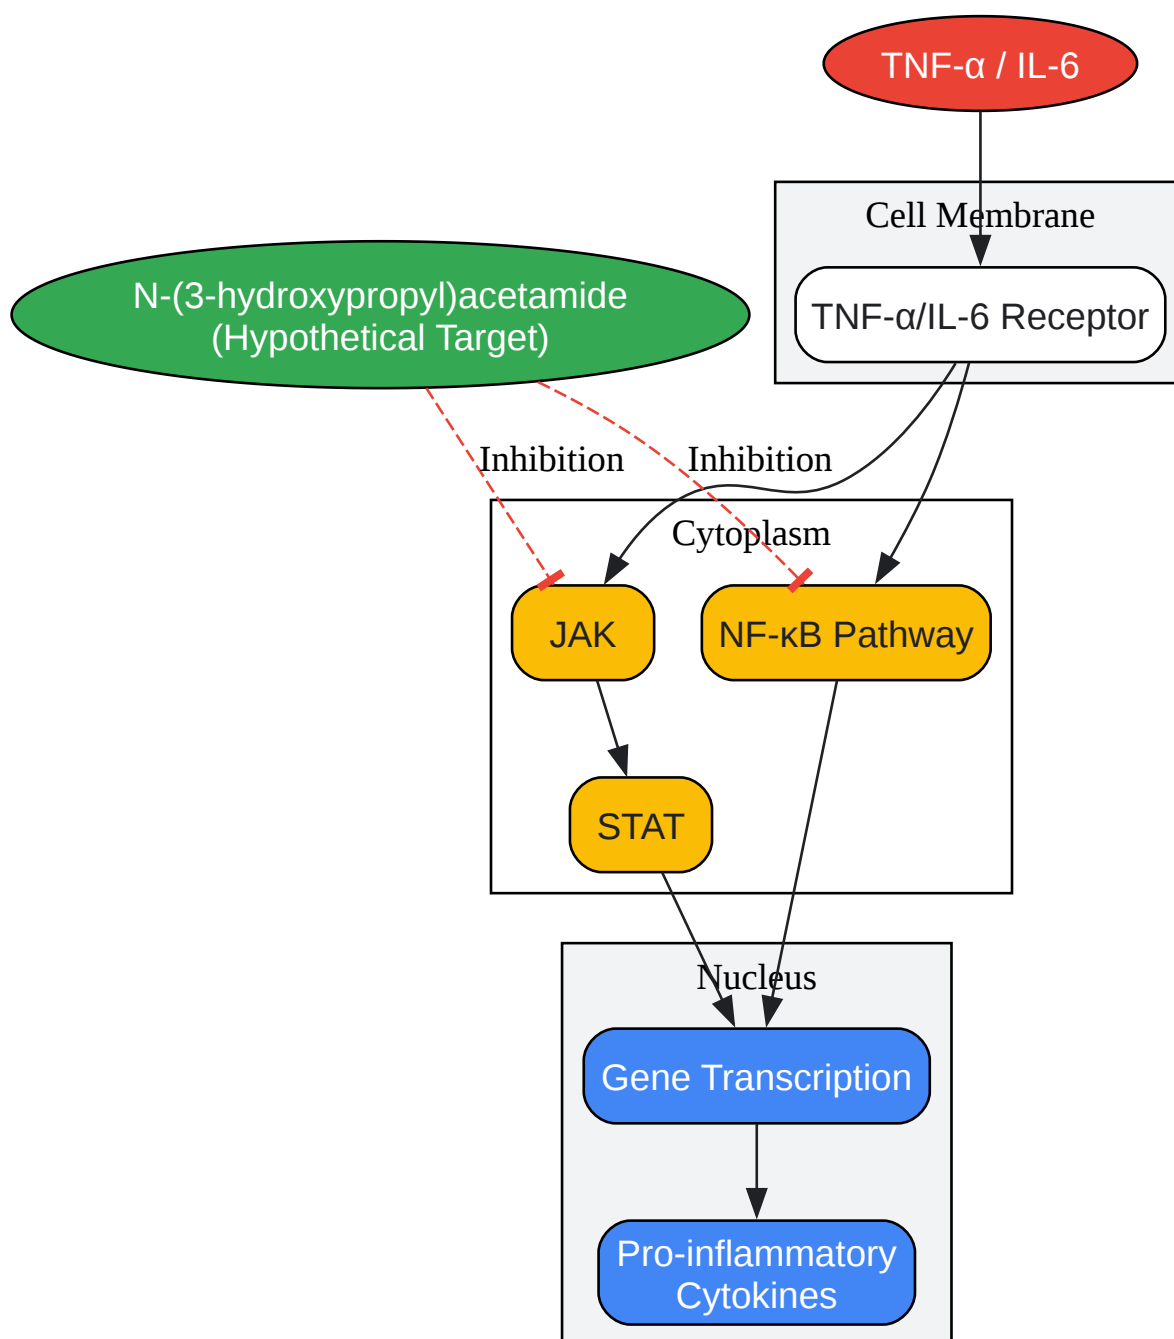 TNF-α / IL-6
Cell Membrane
N-(3-hydroxypropyl)acetamide
(Hypothetical Target)
TNF-α/IL-6 Receptor
Inhibition
Inhibition
Cytoplasm
JAK
NF-κB Pathway
STAT
Nucleus
Gene Transcription
Pro-inflammatory
Cytokines